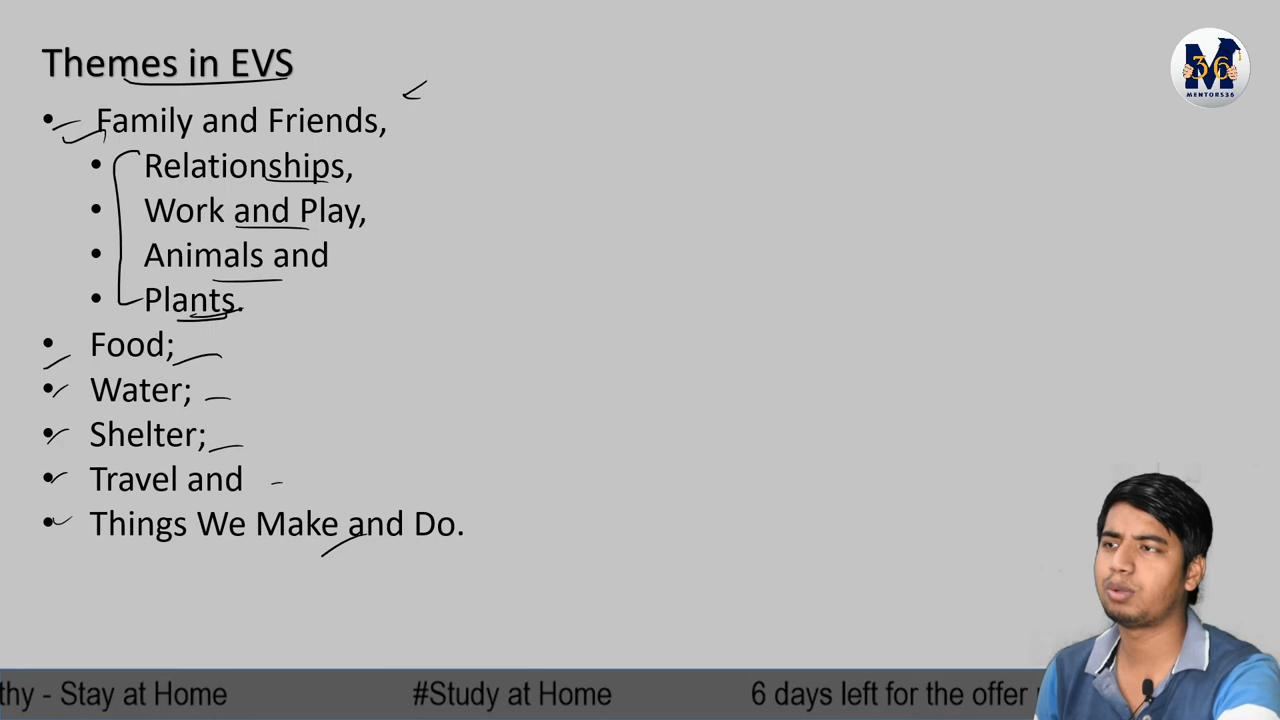 Themes in EVS
• Family and Friends,
• Relationships,
• Work and Play,
• Animals and
• Plants.
• Food;
• Water;
• Shelter;
• Travel and
• Things We Make and Do.
M
36
MENTORS36
thy - Stay at Home #Study at Home 6 days left for the offer